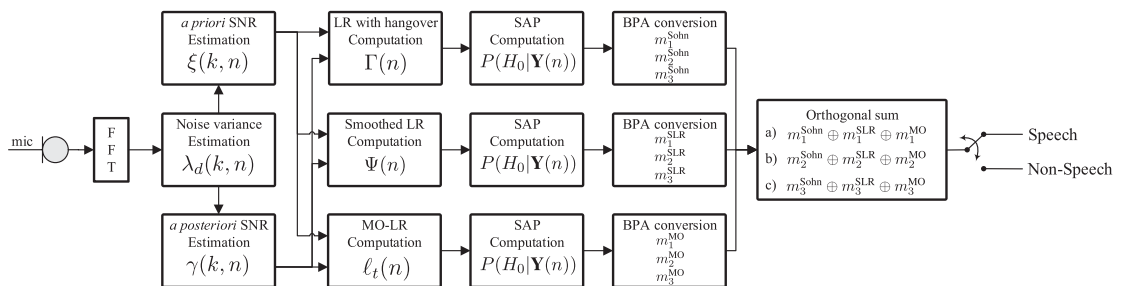 mic
F
F
T
a priori SNR
Estimation
ξ(k, n)
Noise variance
Estimation
λ_d(k, n)
a posteriori SNR
Estimation
γ(k, n)
LR with hangover
Computation
Γ(n)
Smoothed LR
Computation
Ψ(n)
MO-LR
Computation
ℓ_t(n)
SAP
Computation
P(H_0|Y(n))
SAP
Computation
P(H_0|Y(n))
SAP
Computation
P(H_0|Y(n))
BPA conversion
m_1^Sohn
m_2^Sohn
m_3^Sohn
BPA conversion
m_1^SLR
m_2^SLR
m_3^SLR
BPA conversion
m_1^MO
m_2^MO
m_3^MO
Orthogonal sum
a) m_1^Sohn ⊕ m_1^SLR ⊕ m_1^MO
b) m_2^Sohn ⊕ m_2^SLR ⊕ m_2^MO
c) m_3^Sohn ⊕ m_3^SLR ⊕ m_3^MO
Speech
Non-Speech